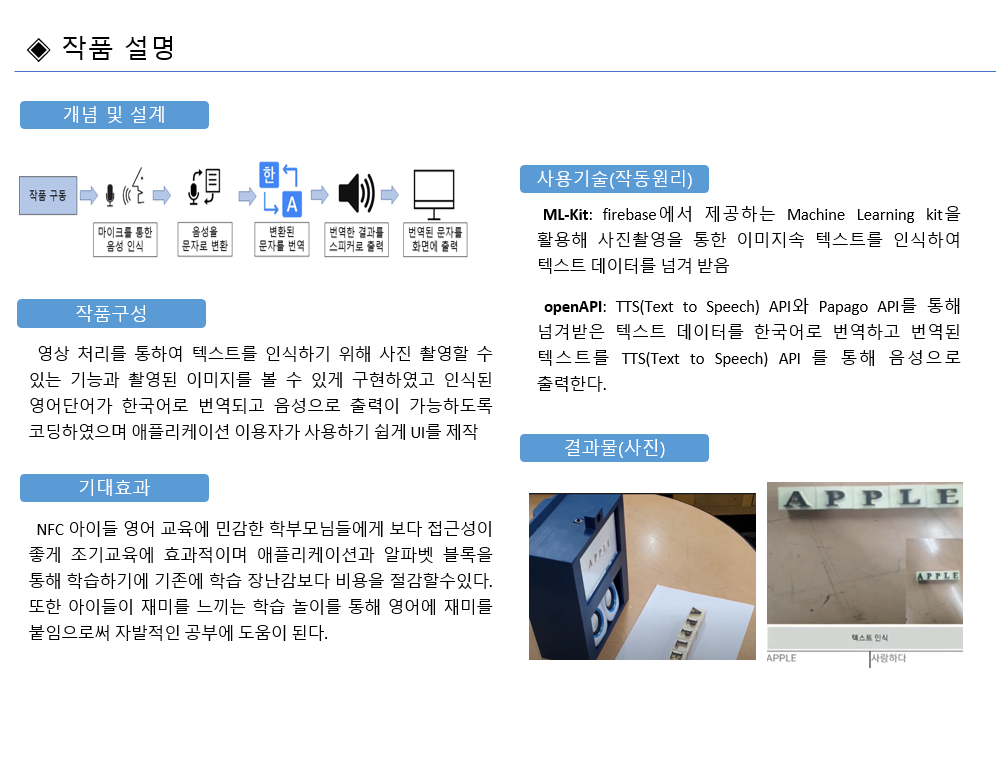 ◈ 작품 설명
개념 및 설계
작품 구동
마이크를 통한
음성 인식
음성을
문자로 변환
한
A
변환된
문자를 번역
번역한 결과를
스피커로 출력
번역된 문자를
화면에 출력
작품구성
영상 처리를 통하여 텍스트를 인식하기 위해 사진 촬영할 수
있는 기능과 촬영된 이미지를 볼 수 있게 구현하였고 인식된
영어단어가 한국어로 번역되고 음성으로 출력이 가능하도록
코딩하였으며 애플리케이션 이용자가 사용하기 쉽게 UI를 제작
기대효과
NFC 아이들 영어 교육에 민감한 학부모님들에게 보다 접근성이
좋게 조기교육에 효과적이며 애플리케이션과 알파벳 블록을
통해 학습하기에 기존에 학습 장난감보다 비용을 절감할수있다.
또한 아이들이 재미를 느끼는 학습 놀이를 통해 영어에 재미를
붙임으로써 자발적인 공부에 도움이 된다.
사용기술(작동원리)
ML-Kit: firebase에서 제공하는 Machine Learning kit을
활용해 사진촬영을 통한 이미지속 텍스트를 인식하여
텍스트 데이터를 넘겨 받음
openAPI: TTS(Text to Speech) API와 Papago API를 통해
넘겨받은 텍스트 데이터를 한국어로 번역하고 번역된
텍스트를 TTS(Text to Speech) API 를 통해 음성으로
출력한다.
결과물(사진)
APPLE
APPLE
APPLE
텍스트 인식
APPLE
사랑하다